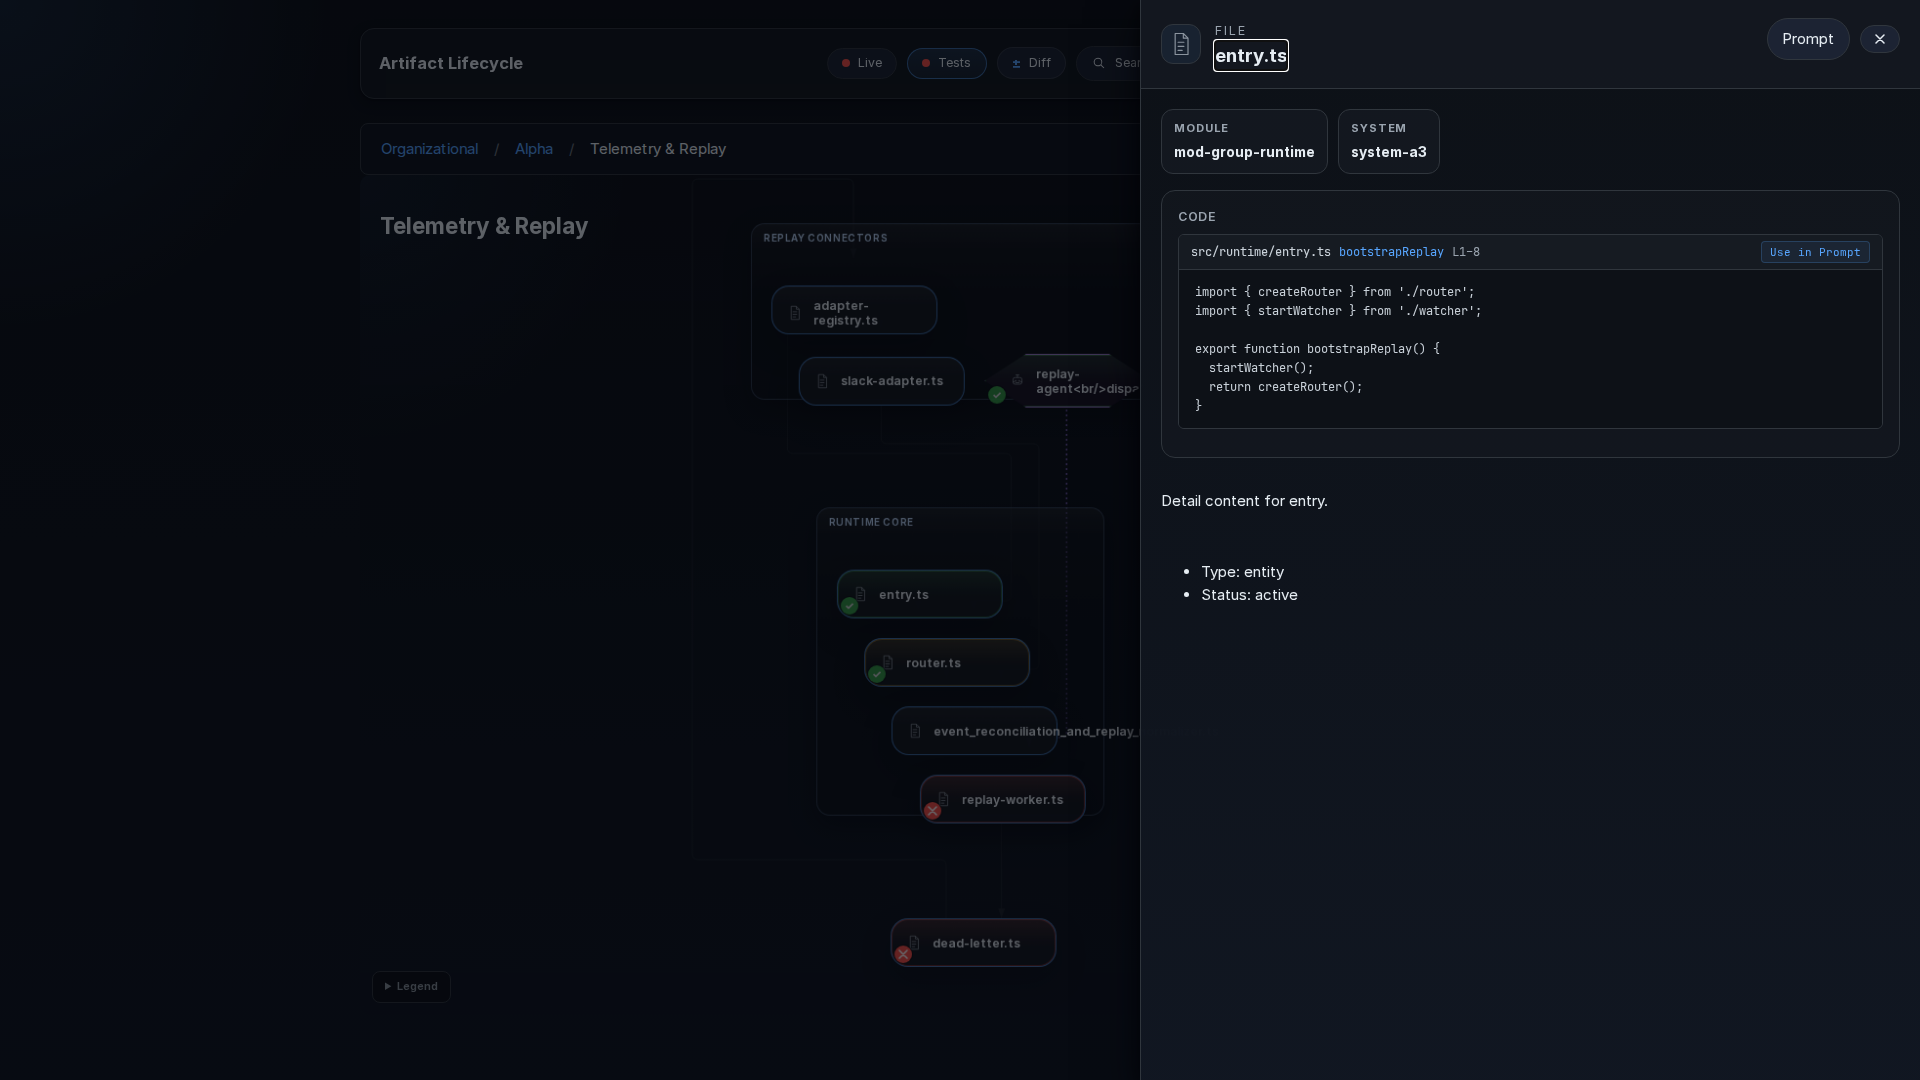 Artifact Lifecycle
Live
Tests
Diff
Organizational / Alpha / Telemetry & Replay
Telemetry & Replay
REPLAY CONNECTORS
adapter-
registry.ts
slack-adapter.ts
replay-
agent<br/>dispa
RUNTIME CORE
entry.ts
router.ts
event_reconciliation_and_replay_
replay-worker.ts
dead-letter.ts
Legend
FILE
entry.ts
Prompt
MODULE
mod-group-runtime
SYSTEM
system-a3
CODE
src/runtime/entry.ts bootstrapReplay L1–8
Use in Prompt
import { createRouter } from './router';
import { startWatcher } from './watcher';
export function bootstrapReplay() {
startWatcher();
return createRouter();
}
Detail content for entry.
• Type: entity
• Status: active